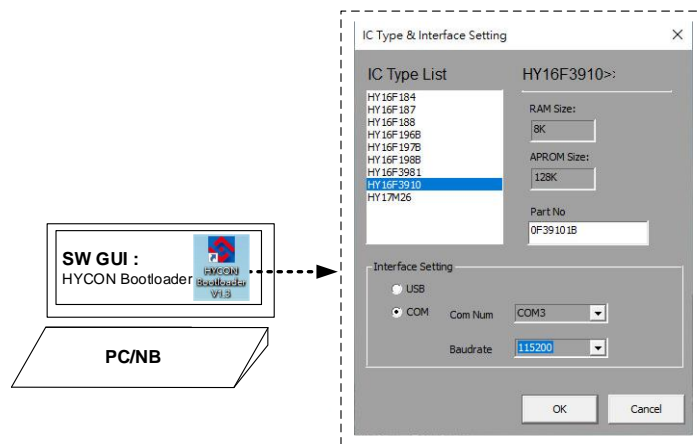 IC Type & Interface Setting
IC Type List
HY16F3910>:
HY16F184
HY16F187
HY16F188
HY16F196B
HY16F197B
HY16F198B
HY16F3981
HY16F3910
HY17M26
RAM Size:
8K
APROM Size:
128K
Part No
0F39101B
SW GUI :
HYCON Bootloader
HYCON
Bootloader
V1.3
PC/NB
Interface Setting
USB
COM
Com Num
COM3
Baudrate
115200
OK
Cancel